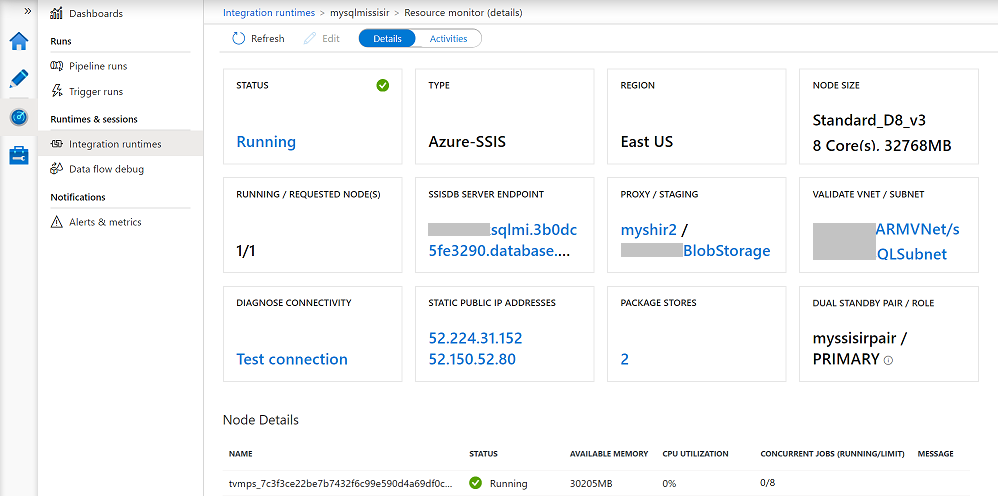 »
Dashboards
Runs
Pipeline runs
Trigger runs
Runtimes & sessions
Integration runtimes
Data flow debug
Notifications
Alerts & metrics
Integration runtimes > mysqlmissisir > Resource monitor (details)
Refresh Edit Details Activities
STATUS
Running
TYPE
Azure-SSIS
REGION
East US
NODE SIZE
Standard_D8_v3
8 Core(s). 32768MB
RUNNING / REQUESTED NODE(S)
1/1
SSISDB SERVER ENDPOINT
sqlmi.3b0dc
5fe3290.database....
PROXY / STAGING
myshir2 /
BlobStorage
VALIDATE VNET / SUBNET
ARMVNet/s
QLSubnet
DIAGNOSE CONNECTIVITY
Test connection
STATIC PUBLIC IP ADDRESSES
52.224.31.152
52.150.52.80
PACKAGE STORES
2
DUAL STANDBY PAIR / ROLE
myssisirpair /
PRIMARY
Node Details
NAME STATUS AVAILABLE MEMORY CPU UTILIZATION CONCURRENT JOBS (RUNNING/LIMIT) MESSAGE
tvmps_7c3f3ce22be7b7432f6c99e590d4a69df0c... Running 30205MB 0% 0/8